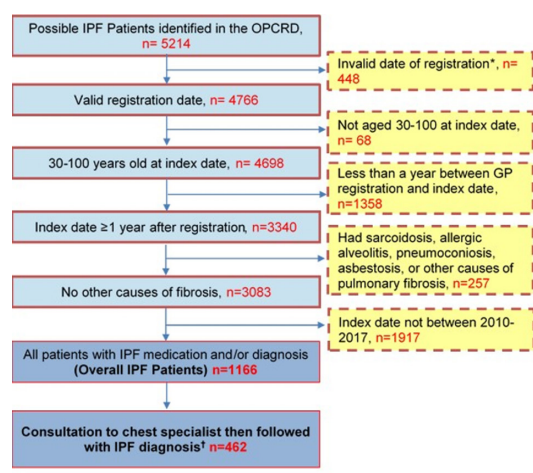 Possible IPF Patients identified in the OPCRD,
n= 5214
Invalid date of registration*, n=
448
Valid registration date, n= 4766
Not aged 30-100 at index date,
n= 68
30-100 years old at index date, n= 4698
Less than a year between GP
registration and index date,
n=1358
Index date ≥1 year after registration, n=3340
Had sarcoidosis, allergic
alveolitis, pneumoconiosis,
asbestosis, or other causes of
pulmonary fibrosis, n=257
No other causes of fibrosis, n=3083
Index date not between 2010-
2017, n=1917
All patients with IPF medication and/or diagnosis
(Overall IPF Patients) n=1166
Consultation to chest specialist then followed
with IPF diagnosis† n=462